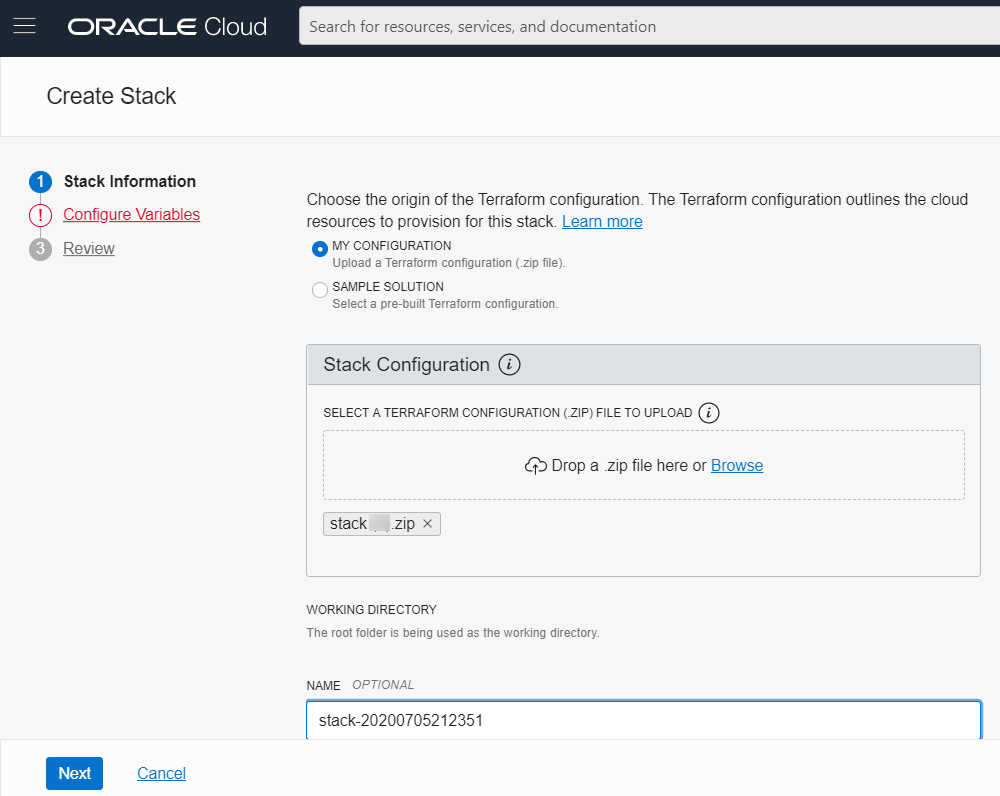 ORACLE Cloud
Search for resources, services, and documentation
Create Stack
1 Stack Information
! Configure Variables
3 Review
Choose the origin of the Terraform configuration. The Terraform configuration outlines the cloud
resources to provision for this stack. Learn more
MY CONFIGURATION
Upload a Terraform configuration (.zip file).
SAMPLE SOLUTION
Select a pre-built Terraform configuration.
Stack Configuration i
SELECT A TERRAFORM CONFIGURATION (.ZIP) FILE TO UPLOAD i
Drop a .zip file here or Browse
stack .zip ×
WORKING DIRECTORY
The root folder is being used as the working directory.
NAME OPTIONAL
stack-20200705212351
Next Cancel